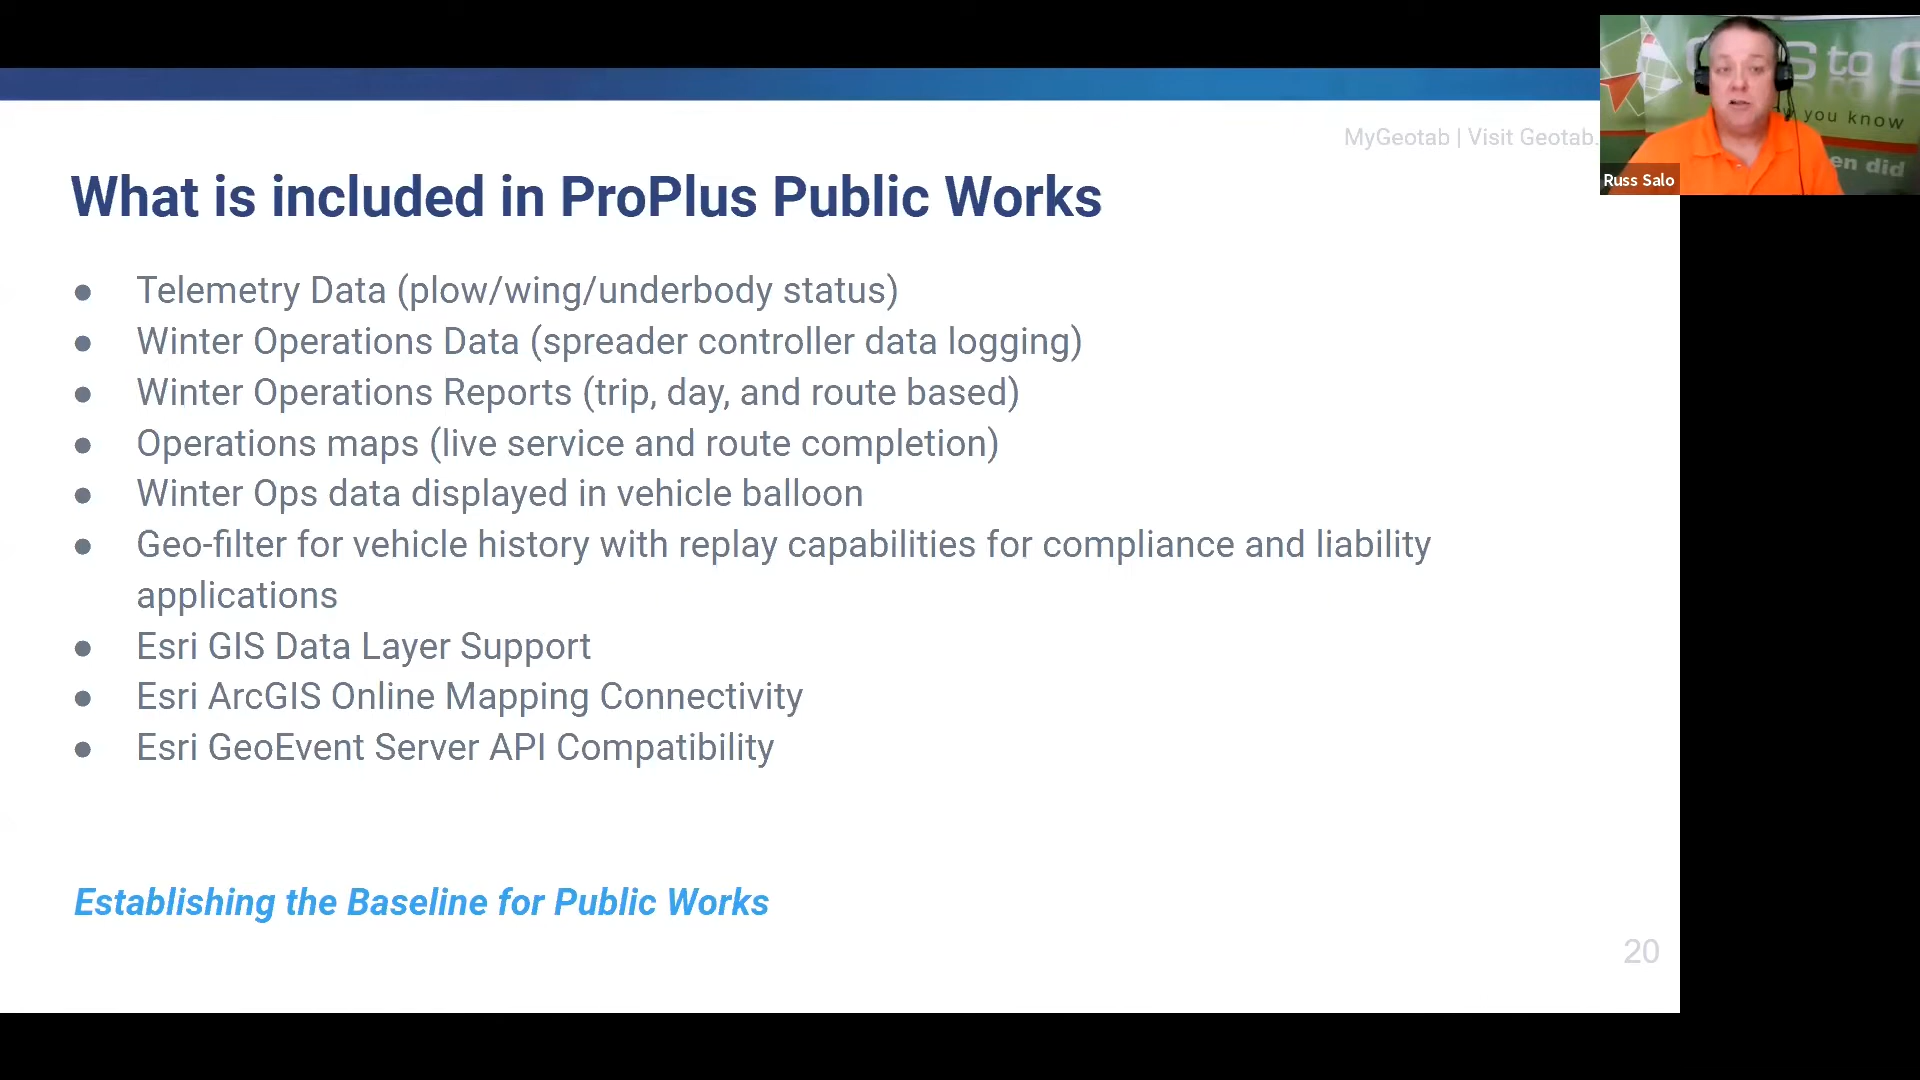 MyGeotab | Visit Geotab.
S to
you know
en did
Russ Salo
What is included in ProPlus Public Works
● Telemetry Data (plow/wing/underbody status)
● Winter Operations Data (spreader controller data logging)
● Winter Operations Reports (trip, day, and route based)
● Operations maps (live service and route completion)
● Winter Ops data displayed in vehicle balloon
● Geo-filter for vehicle history with replay capabilities for compliance and liability
applications
● Esri GIS Data Layer Support
● Esri ArcGIS Online Mapping Connectivity
● Esri GeoEvent Server API Compatibility
Establishing the Baseline for Public Works
20